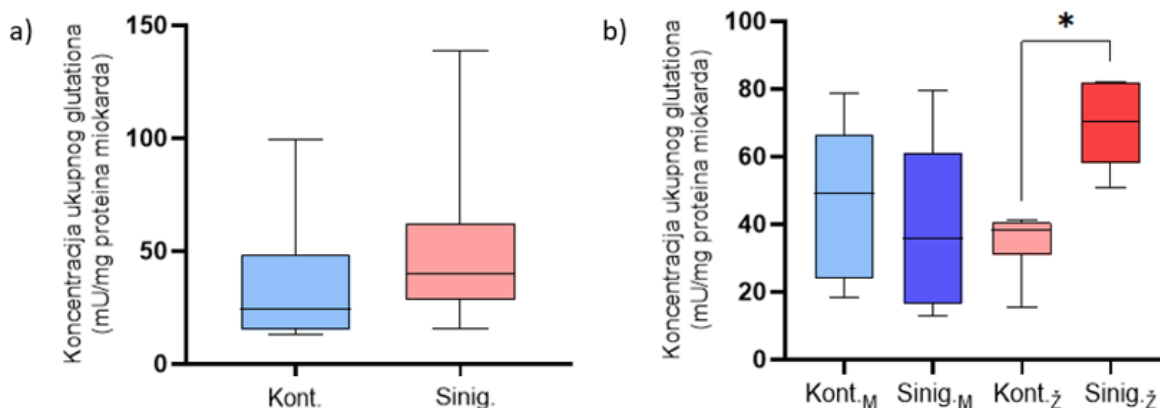 a)
Koncentracija ukupnog glutationa
(mU/mg proteina miokarda)
150
100
50
0
Kont.
Sinig.
b)
Koncentracija ukupnog glutationa
(mU/mg proteina miokarda)
100
80
60
40
20
0
*
Kont.M
Sinig.M
Kont.Ž
Sinig.Ž